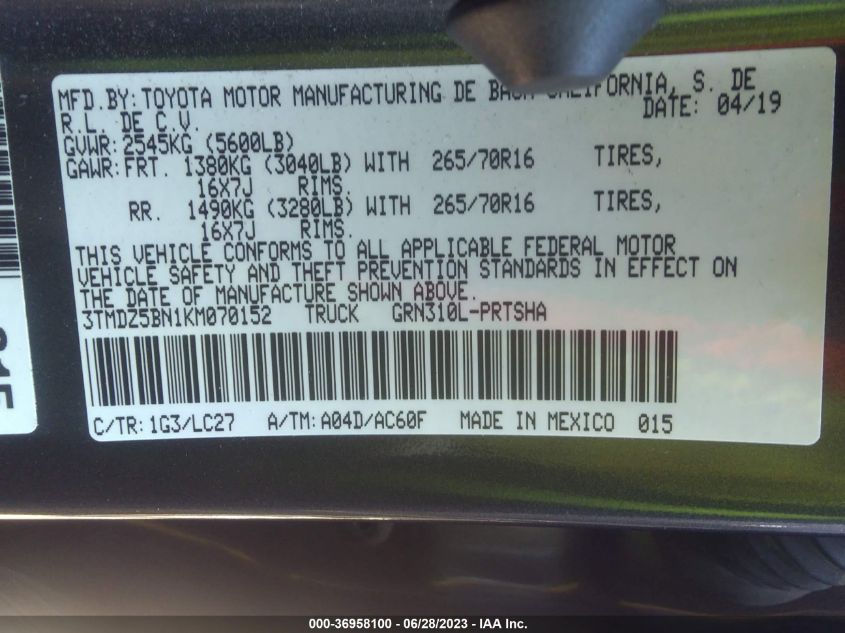 MFD.BY: TOYOTA MOTOR MANUFACTURING DE BAJA CALIFORNIA, S. DE
R.L. DE C.V. DATE: 04/19
GVWR: 2545KG (5600LB)
GAWR: FRT. 1380KG (3040LB) WITH 265/70R16 TIRES,
16X7J RIMS.
RR. 1490KG (3280LB) WITH 265/70R16 TIRES,
16X7J RIMS.
THIS VEHICLE CONFORMS TO ALL APPLICABLE FEDERAL MOTOR
VEHICLE SAFETY AND THEFT PREVENTION STANDARDS IN EFFECT ON
THE DATE OF MANUFACTURE SHOWN ABOVE.
3TMDZ5BN1KM070152 TRUCK GRN310L-PRTSHA
C/TR: 1G3/LC27 A/TM: A04D/AC60F MADE IN MEXICO 015
000-36958100 - 06/28/2023 - IAA Inc.